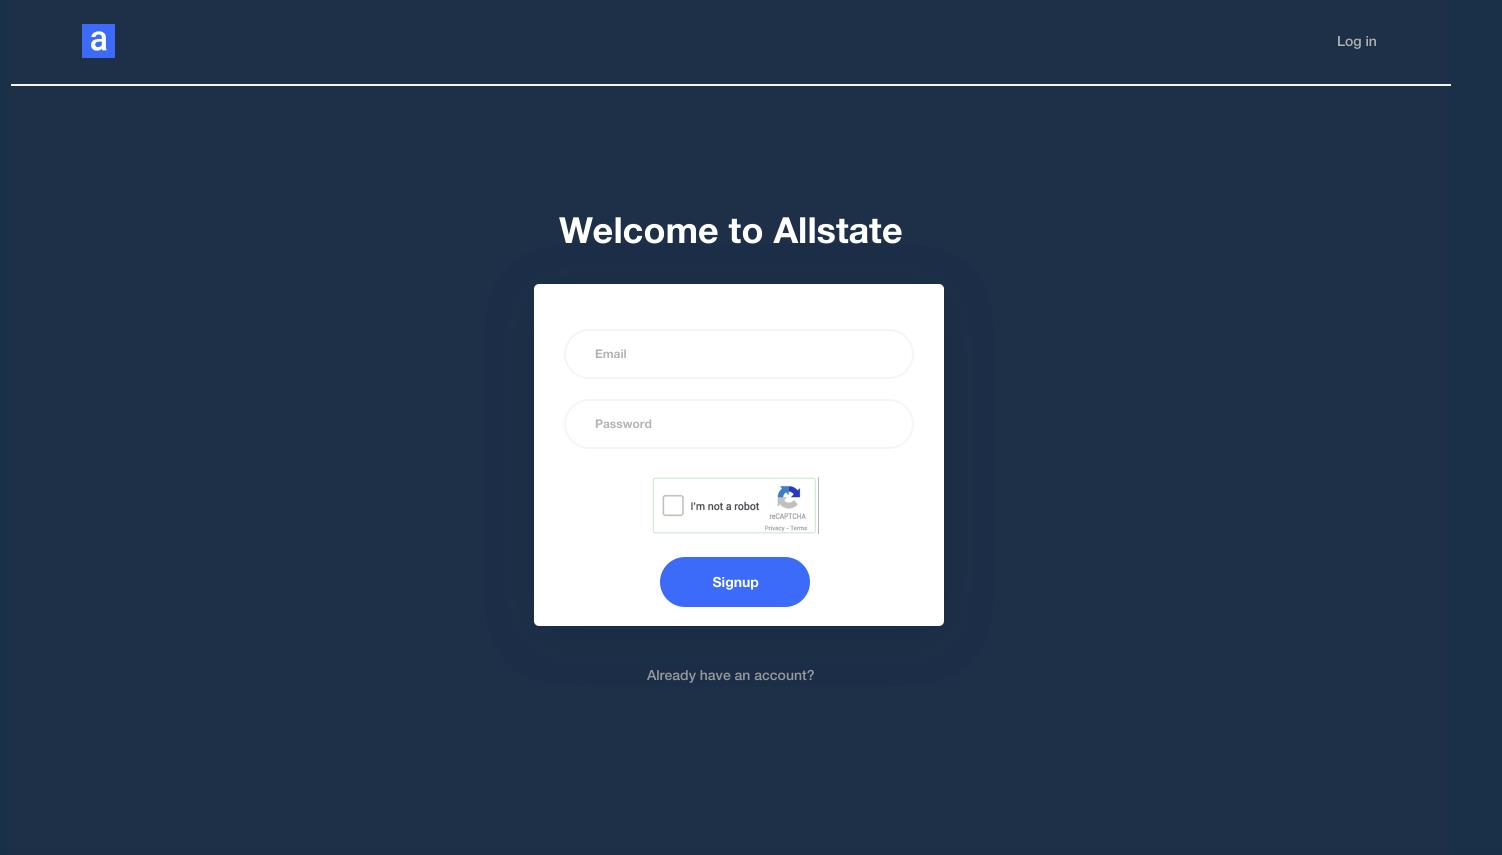 a
Log in
Welcome to Allstate
Email
Password
I'm not a robot
reCAPTCHA
Privacy - Terms
Signup
Already have an account?